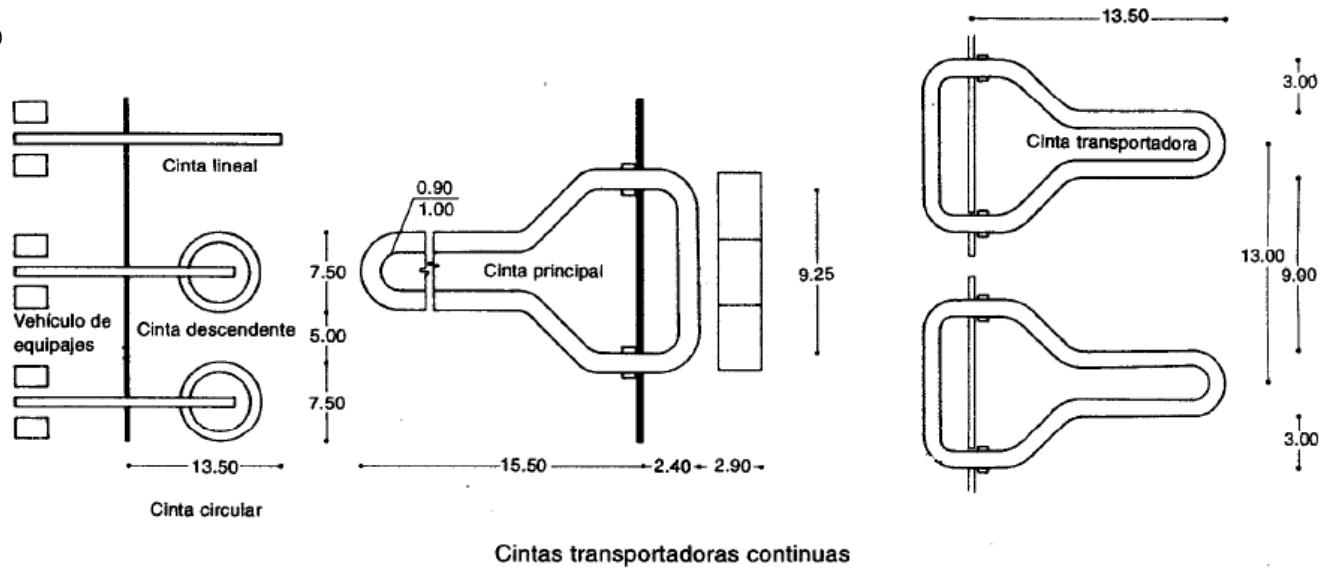 Cinta lineal
Vehículo de
equipajes
Cinta descendente
7.50
5.00
7.50
13.50
Cinta circular
0.90
1.00
Cinta principal
9.25
15.50
2.40
2.90
13.50
Cinta transportadora
3.00
13.00
9.00
3.00
Cintas transportadoras continuas